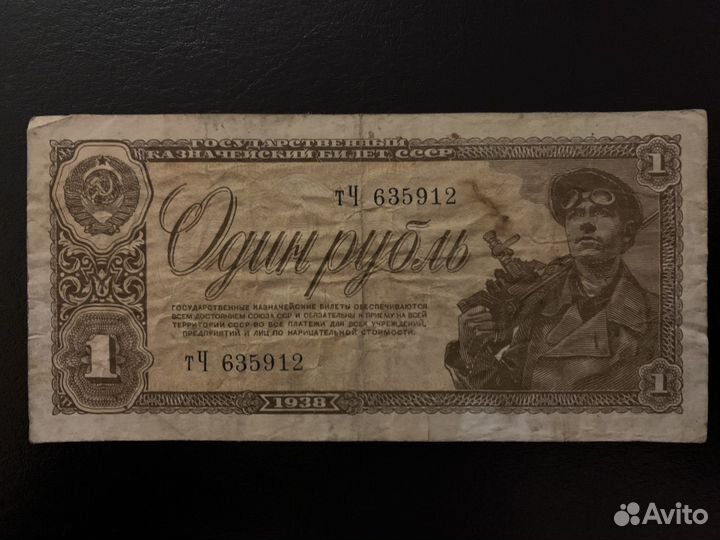 ГОСУДАРСТВЕННЫЙ
КАЗНАЧЕЙСКИЙ БИЛЕТ СССР
1
тЧ 635912
Один рубль
ГОСУДАРСТВЕННЫЕ КАЗНАЧЕЙСКИЕ БИЛЕТЫ ОБЕСПЕЧИВАЮТСЯ
ВСЕМ ДОСТОЯНИЕМ СОЮЗА ССР И ОБЯЗАТЕЛЬНЫ К ПРИЕМУ НА ВСЕЙ
ТЕРРИТОРИИ СССР ВО ВСЕ ПЛАТЕЖИ ДЛЯ ВСЕХ УЧРЕЖДЕНИЙ,
ПРЕДПРИЯТИЙ И ЛИЦ ПО НАРИЦАТЕЛЬНОЙ СТОИМОСТИ.
1
тЧ 635912
1
1938
Avito